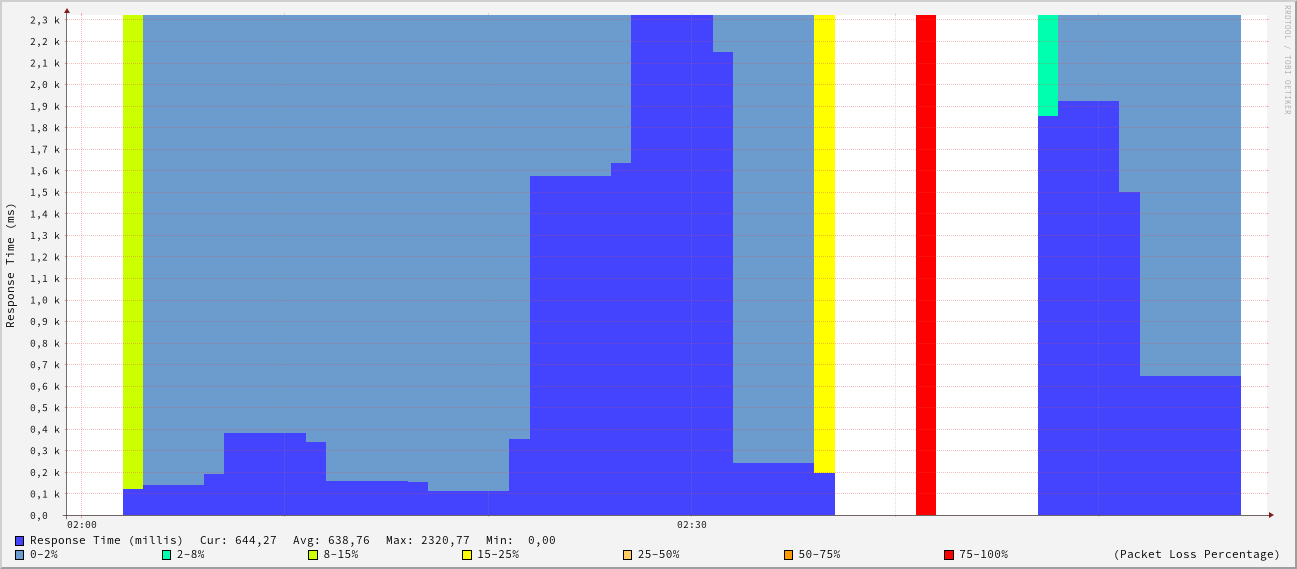 RRDTOOL / TOBI OETIKER
Response Time (ms)
2,3 k
2,2 k
2,1 k
2,0 k
1,9 k
1,8 k
1,7 k
1,6 k
1,5 k
1,4 k
1,3 k
1,2 k
1,1 k
1,0 k
0,9 k
0,8 k
0,7 k
0,6 k
0,5 k
0,4 k
0,3 k
0,2 k
0,1 k
0,0
02:00 02:30
Response Time (millis) Cur: 644,27 Avg: 638,76 Max: 2320,77 Min: 0,00
0-2% 2-8% 8-15% 15-25% 25-50% 50-75% 75-100% (Packet Loss Percentage)